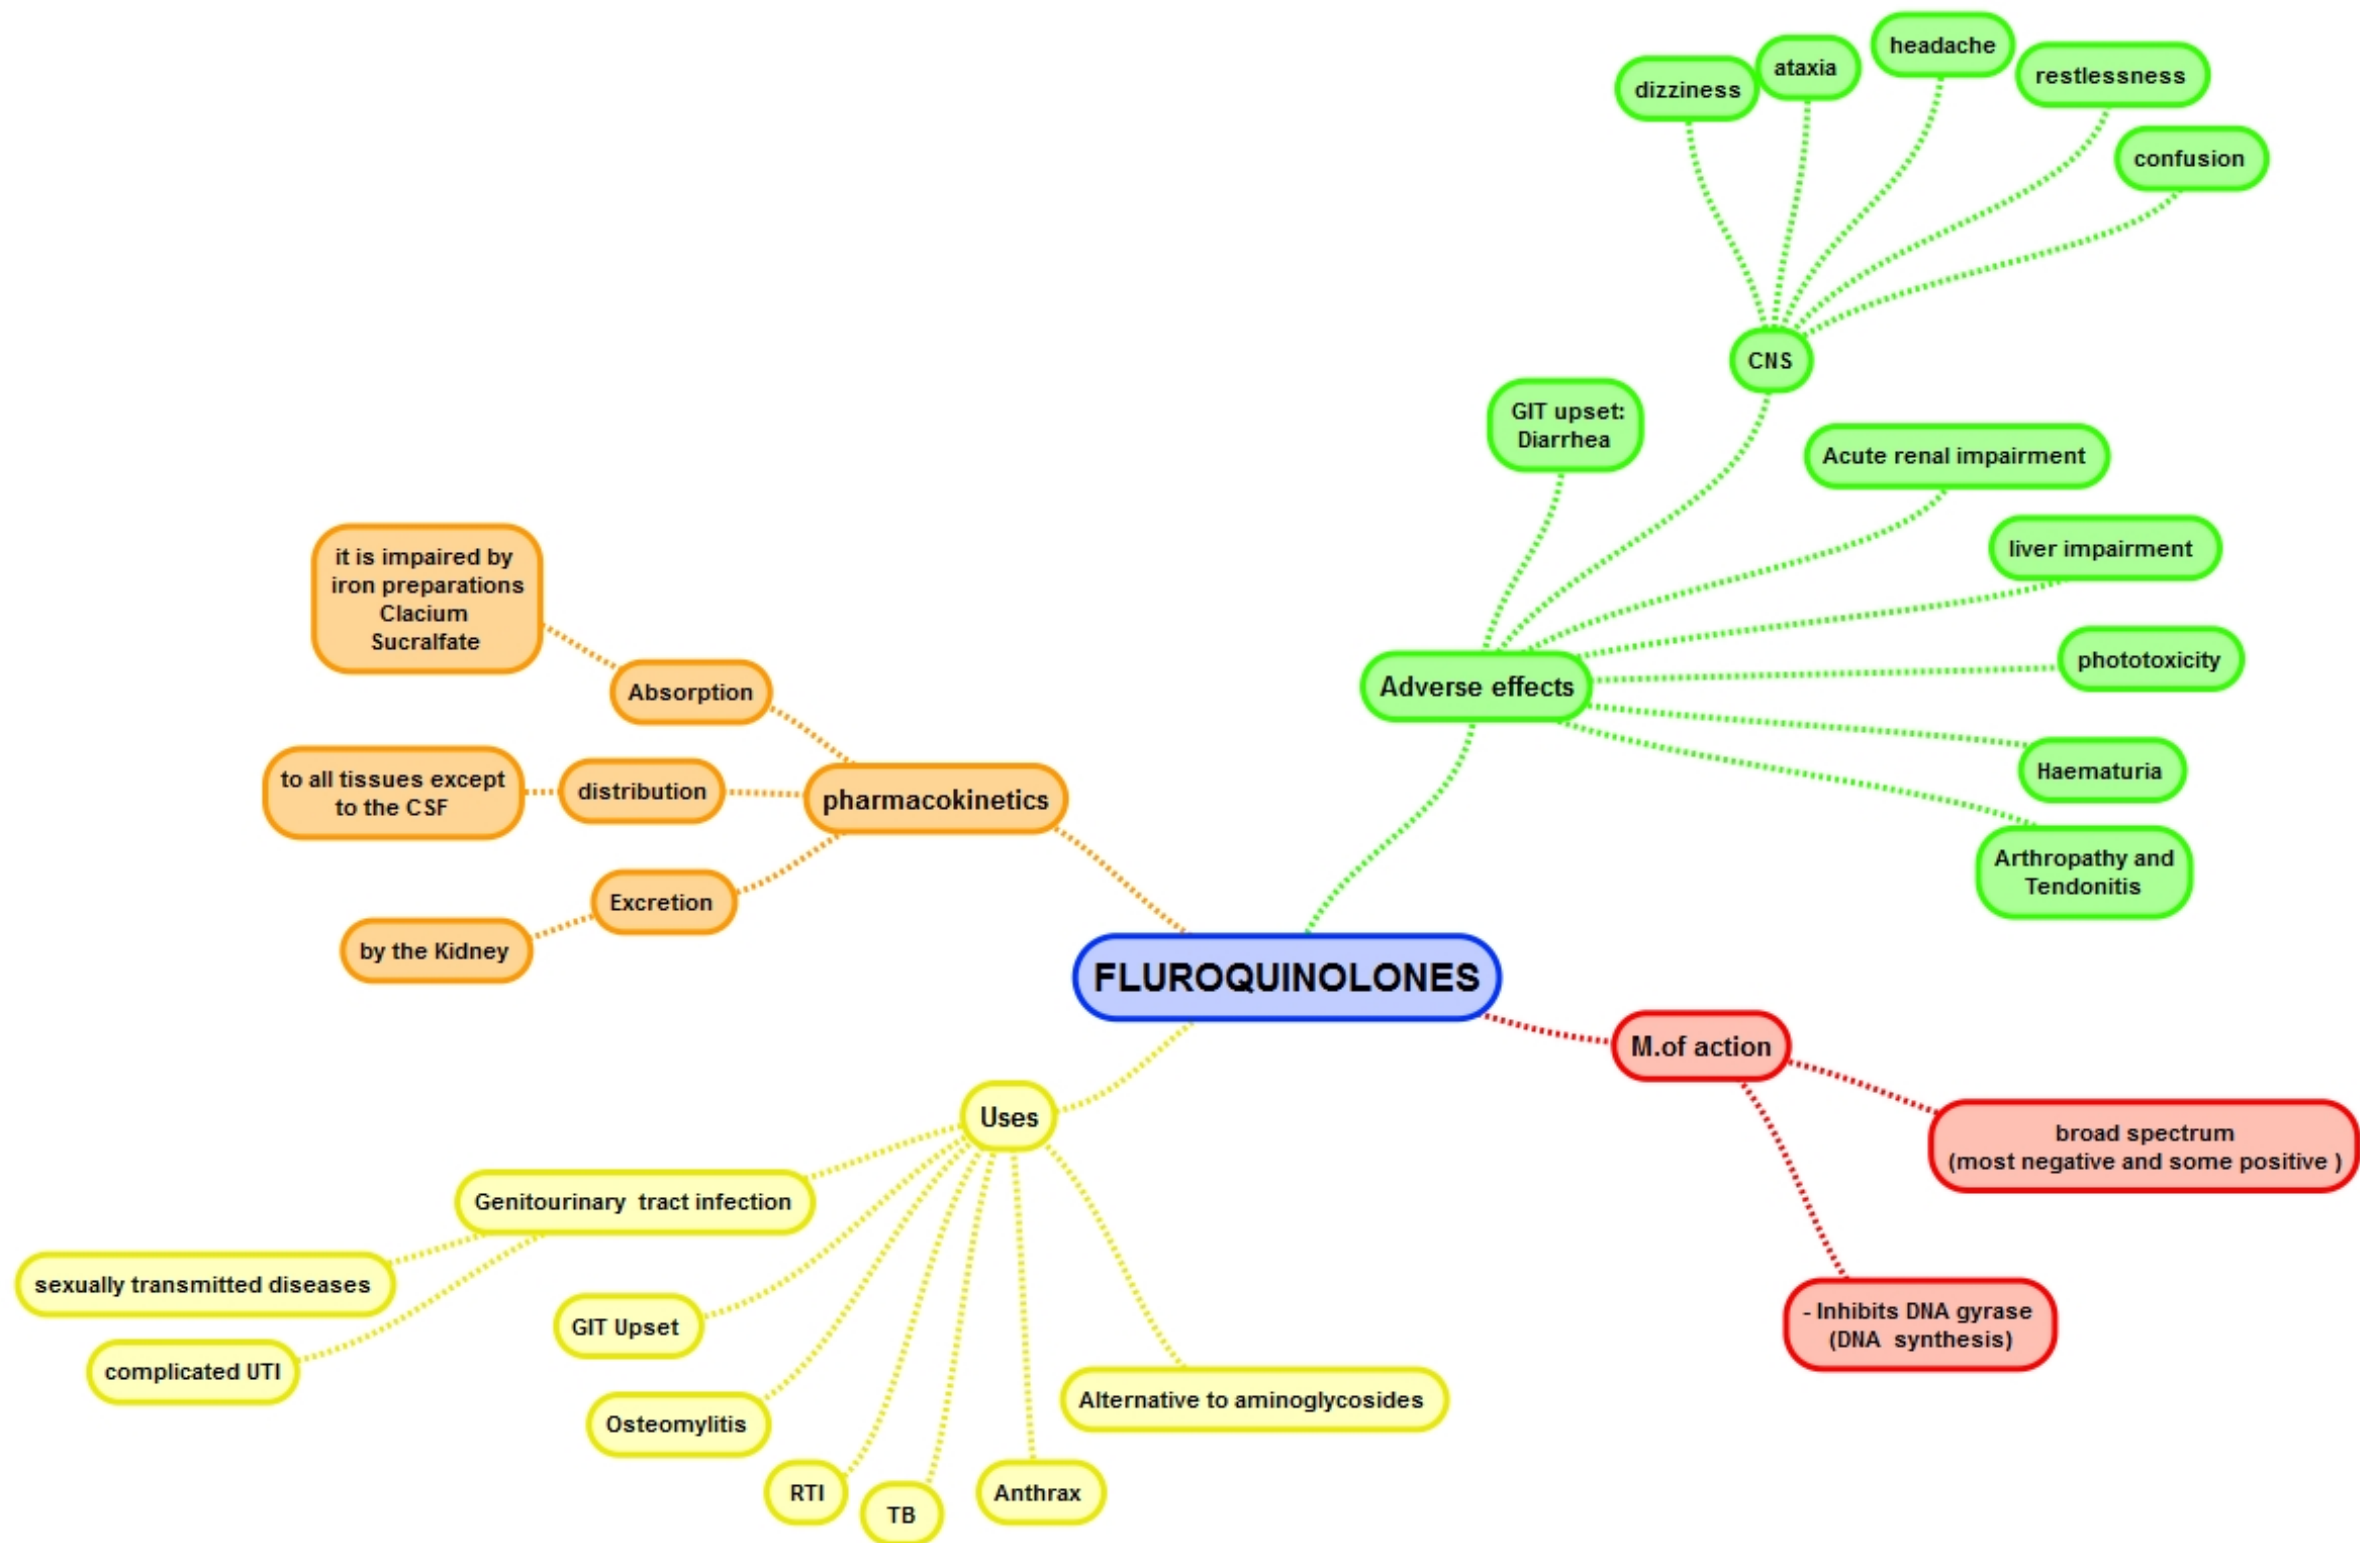 headache
ataxia
restlessness
dizziness
confusion
CNS
GIT upset:
Diarrhea
Acute renal impairment
liver impairment
phototoxicity
Adverse effects
Haematuria
Arthropathy and
Tendonitis
it is impaired by
iron preparations
Clacium
Sucralfate
Absorption
to all tissues except
to the CSF
distribution
pharmacokinetics
Excretion
by the Kidney
FLUROQUINOLONES
M.of action
broad spectrum
(most negative and some positive )
- Inhibits DNA gyrase
(DNA  synthesis)
Uses
Genitourinary  tract infection
sexually transmitted diseases
complicated UTI
GIT Upset
Osteomylitis
RTI
TB
Anthrax
Alternative to aminoglycosides